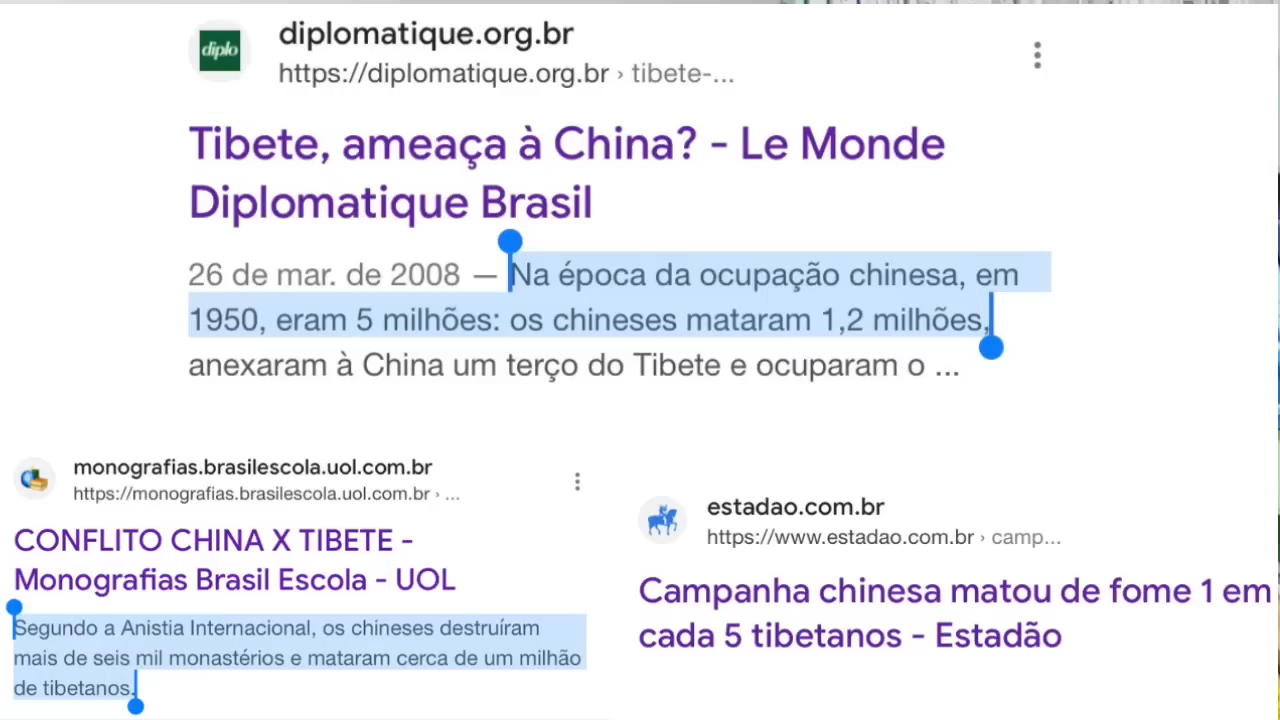 diplo
diplomatique.org.br
https://diplomatique.org.br › tibete-...
Tibete, ameaça à China? - Le Monde
Diplomatique Brasil
26 de mar. de 2008 — Na época da ocupação chinesa, em
1950, eram 5 milhões: os chineses mataram 1,2 milhões,
anexaram à China um terço do Tibete e ocuparam o ...
monografias.brasilescola.uol.com.br
https://monografias.brasilescola.uol.com.br › ...
CONFLITO CHINA X TIBETE -
Monografias Brasil Escola - UOL
Segundo a Anistia Internacional, os chineses destruíram
mais de seis mil monastérios e mataram cerca de um milhão
de tibetanos.
estadao.com.br
https://www.estadao.com.br › camp...
Campanha chinesa matou de fome 1 em
cada 5 tibetanos - Estadão